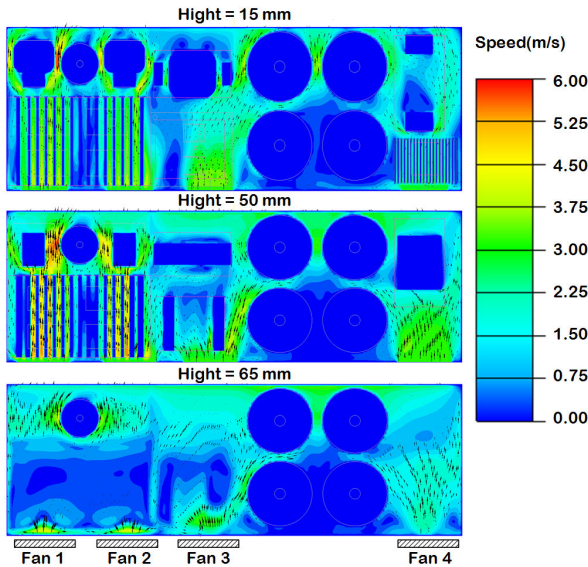 Hight = 15 mm
Speed(m/s)
6.00
5.25
4.50
3.75
3.00
2.25
1.50
0.75
0.00
Hight = 50 mm
Hight = 65 mm
Fan 1 Fan 2 Fan 3 Fan 4